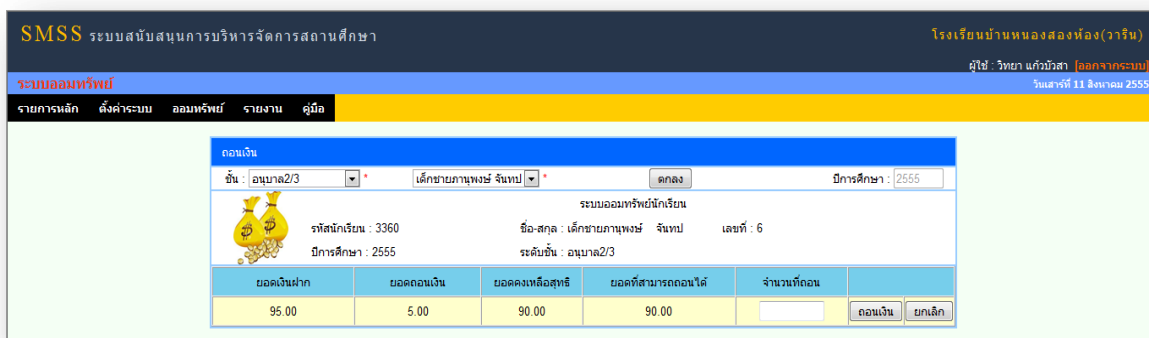 SMSS ระบบสนับสนุนการบริหารจัดการสถานศึกษา
โรงเรียนบ้านหนองสองห้อง(วาริน)
ผู้ใช้ : วิทยา แก้วบัวสา [ออกจากระบบ]
ระบบออมทรัพย์
วันเสาร์ที่ 11 สิงหาคม 2555
รายการหลัก ตั้งค่าระบบ ออมทรัพย์ รายงาน คู่มือ
ถอนเงิน
ชั้น : อนุบาล2/3 * เด็กชายภานุพงษ์ จันทป * ตกลง ปีการศึกษา : 2555
ระบบออมทรัพย์นักเรียน
รหัสนักเรียน : 3360 ชื่อ-สกุล : เด็กชายภานุพงษ์ จันทป เลขที่ : 6
ปีการศึกษา : 2555 ระดับชั้น : อนุบาล2/3
ยอดเงินฝาก ยอดถอนเงิน ยอดคงเหลือสุทธิ ยอดที่สามารถถอนได้ จำนวนที่ถอน
95.00 5.00 90.00 90.00 ถอนเงิน ยกเลิก